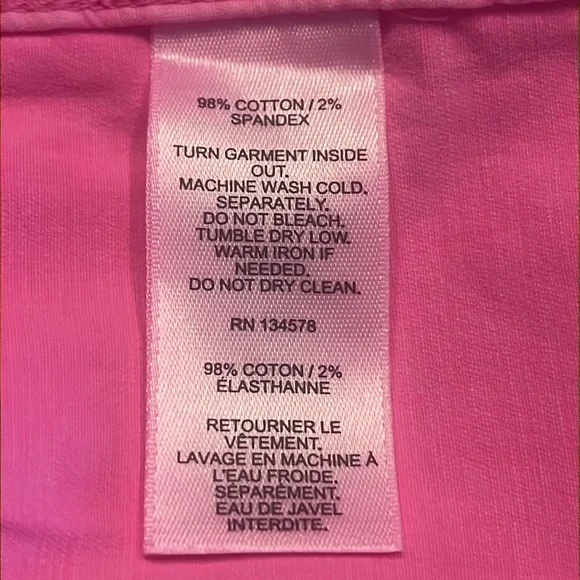 98% COTTON / 2%
SPANDEX
TURN GARMENT INSIDE
OUT.
MACHINE WASH COLD.
SEPARATELY.
DO NOT BLEACH.
TUMBLE DRY LOW.
WARM IRON IF
NEEDED.
DO NOT DRY CLEAN.
RN 134578
98% COTON / 2%
ÉLASTHANNE
RETOURNER LE
VÊTEMENT.
LAVAGE EN MACHINE À
L'EAU FROIDE.
SÉPARÉMENT.
EAU DE JAVEL
INTERDITE.